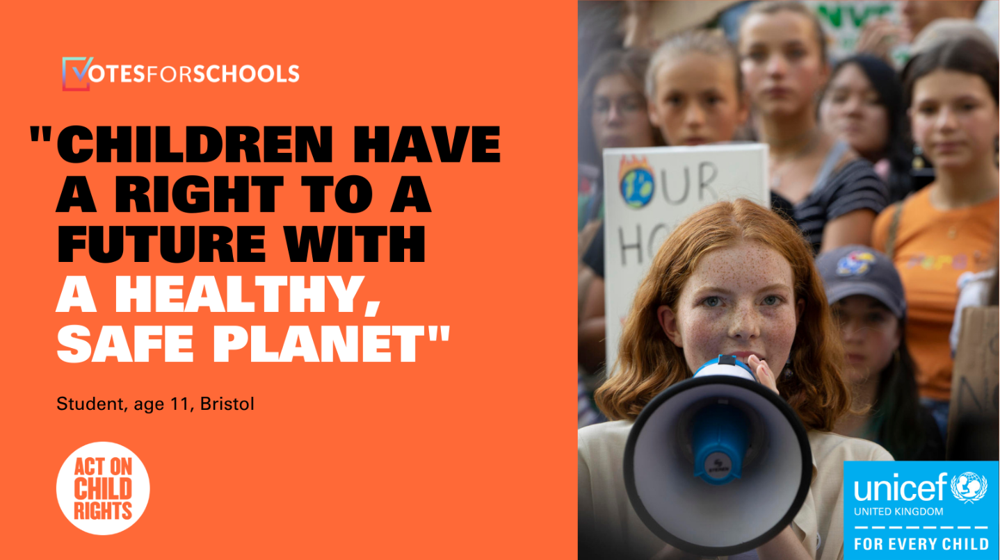 VOTESFORSCHOOLS
"CHILDREN HAVE
A RIGHT TO A
FUTURE WITH
A HEALTHY,
SAFE PLANET"
Student, age 11, Bristol
ACT ON
CHILD
RIGHTS
OUR
unicef
UNITED KINGDOM
FOR EVERY CHILD